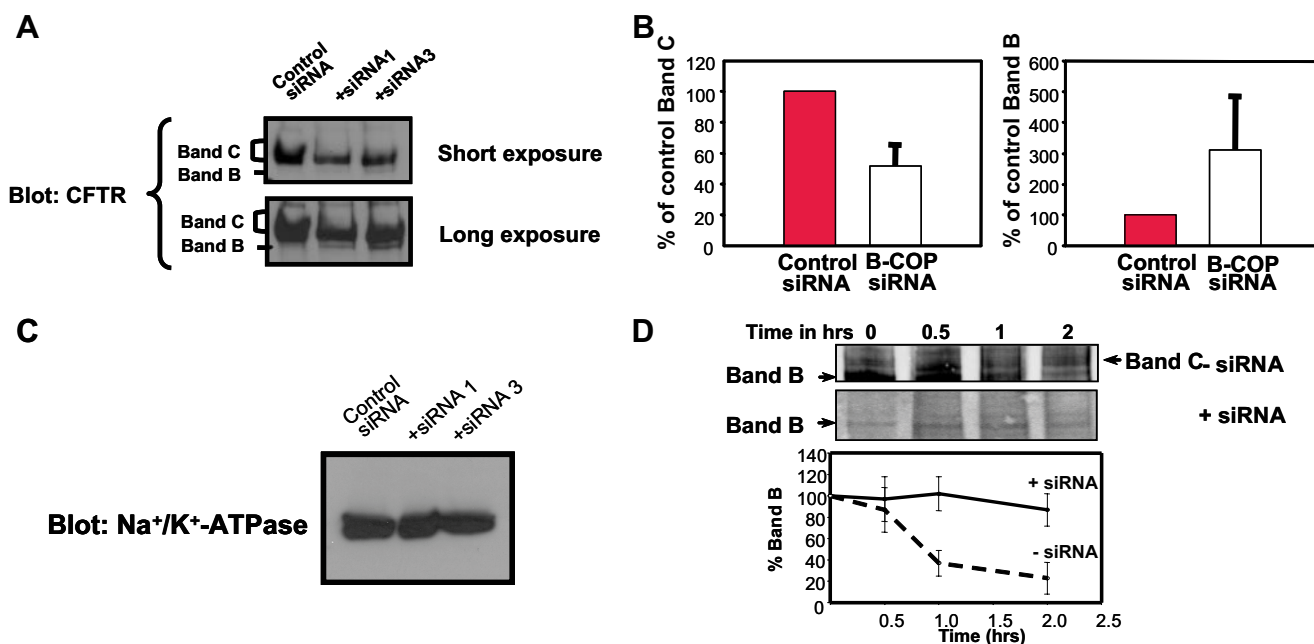 A
Control
siRNA
+siRNA1
+siRNA3
Blot: CFTR
Band C
Band B
Short exposure
Band C
Band B
Long exposure
B
% of control Band C
120
100
80
60
40
20
0
Control
siRNA
B-COP
siRNA
% of control Band B
600
500
400
300
200
100
0
Control
siRNA
B-COP
siRNA
C
Control
siRNA
+siRNA 1
+siRNA 3
Blot: Na⁺/K⁺-ATPase
D
Time in hrs 0 0.5 1 2
Band B
Band C - siRNA
Band B
+ siRNA
% Band B
140
120
100
80
60
40
20
0
+ siRNA
- siRNA
0.5 1.0 1.5 2.0 2.5
Time (hrs)